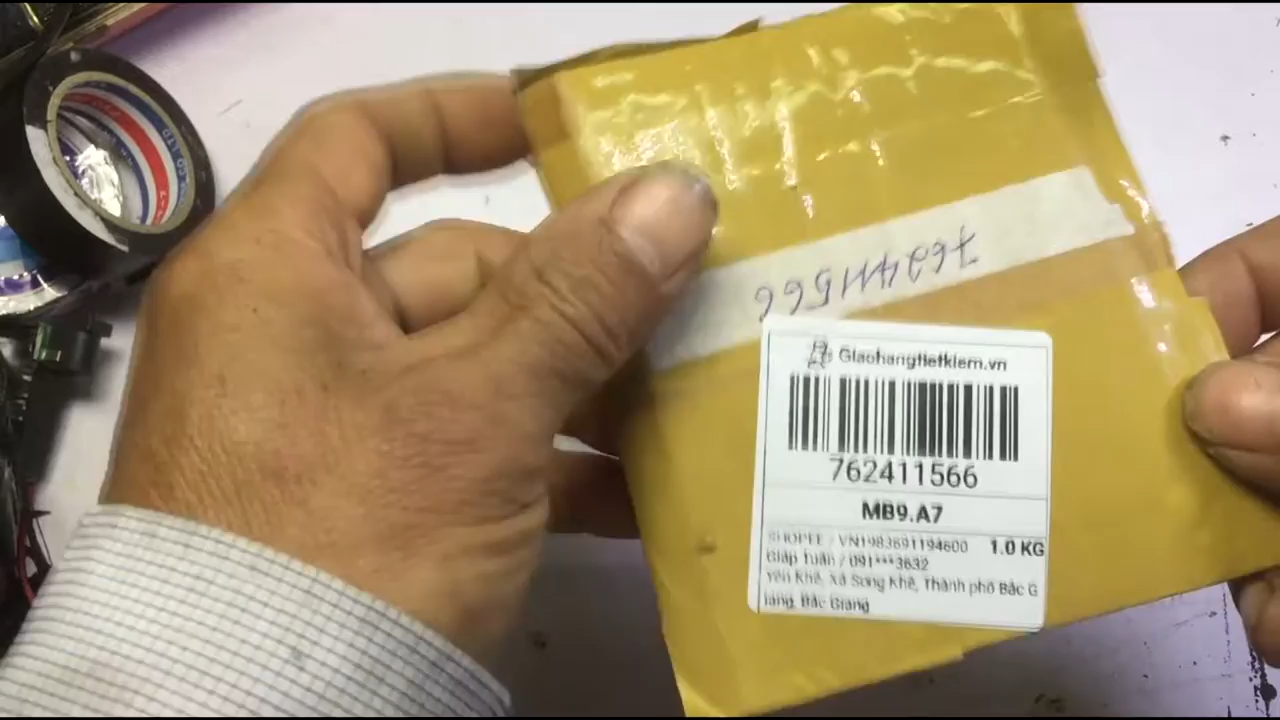 762411566
Giaohangtietkiem.vn
762411566
MB9.A7
SHOPEE / VN1983691194600 1.0 KG
Giáp Tuấn / 091***3632
Yên Khê, Xã Song Khê, Thành phố Bắc G
iang, Bắc Giang